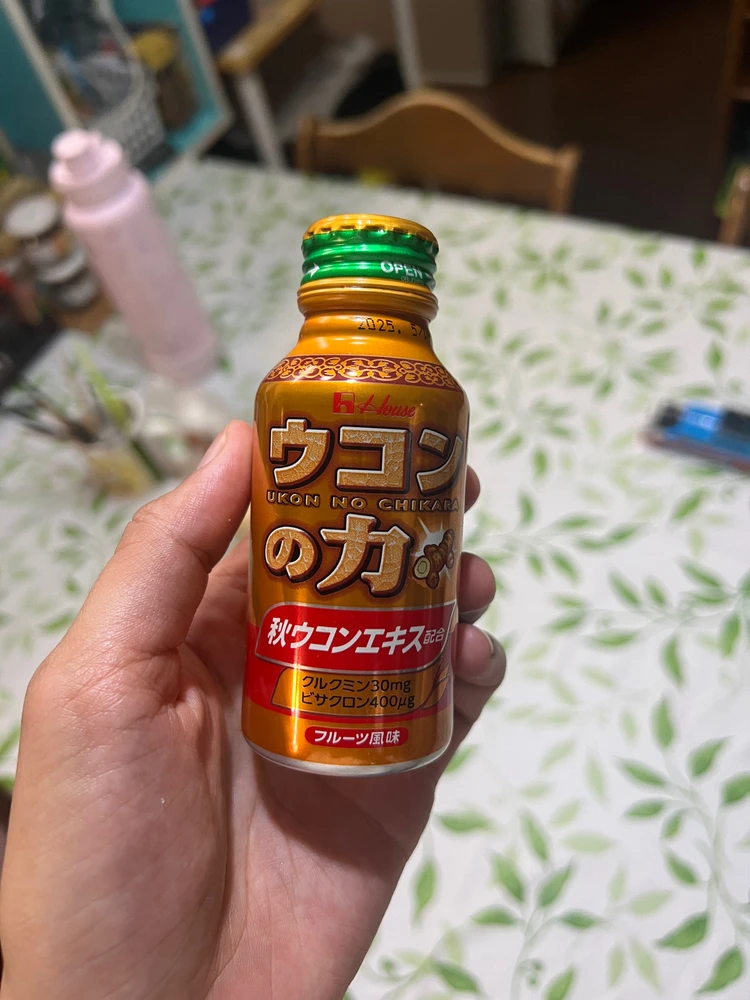 OPEN
2025. 5
House
ウコン
UKON NO CHIKARA
の力
秋ウコンエキス配合
クルクミン30mg
ビサクロン400μg
フルーツ風味